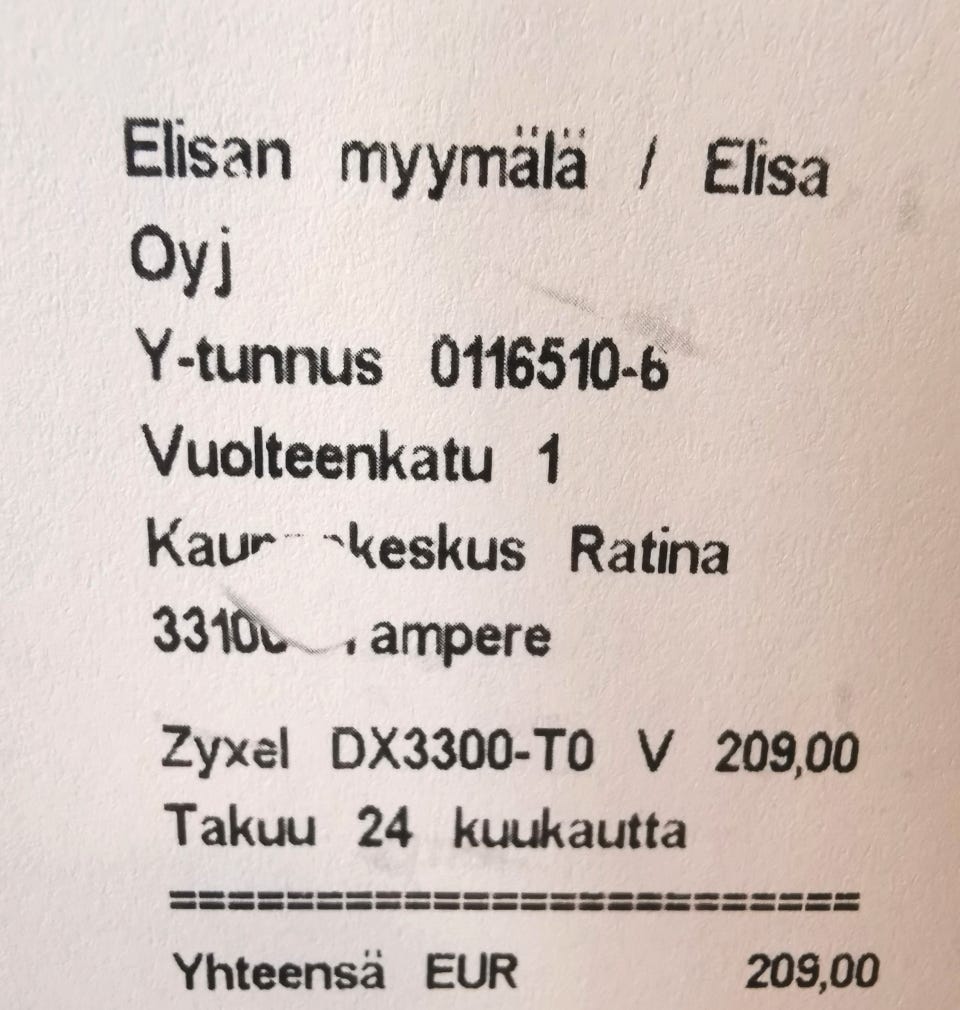 Elisan myymälä / Elisa
Oyj
Y-tunnus 0116510-6
Vuolteenkatu 1
Ratina
Zyxel DX3300-T0 V 209,00
Takuu 24 kuukautta
========================
Yhteensä EUR 209,00